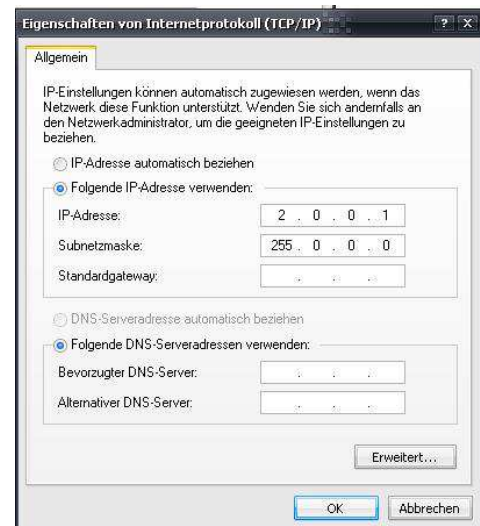 Eigenschaften von Internetprotokoll (TCP/IP)
Allgemein
IP-Einstellungen können automatisch zugewiesen werden, wenn das
Netzwerk diese Funktion unterstützt. Wenden Sie sich andernfalls an
den Netzwerkadministrator, um die geeigneten IP-Einstellungen zu
beziehen.
IP-Adresse automatisch beziehen
Folgende IP-Adresse verwenden:
IP-Adresse: 2 . 0 . 0 . 1
Subnetzmaske: 255 . 0 . 0 . 0
Standardgateway: . . .
DNS-Serveradresse automatisch beziehen
Folgende DNS-Serveradressen verwenden:
Bevorzugter DNS-Server: . . .
Alternativer DNS-Server: . . .
Erweitert...
OK Abbrechen